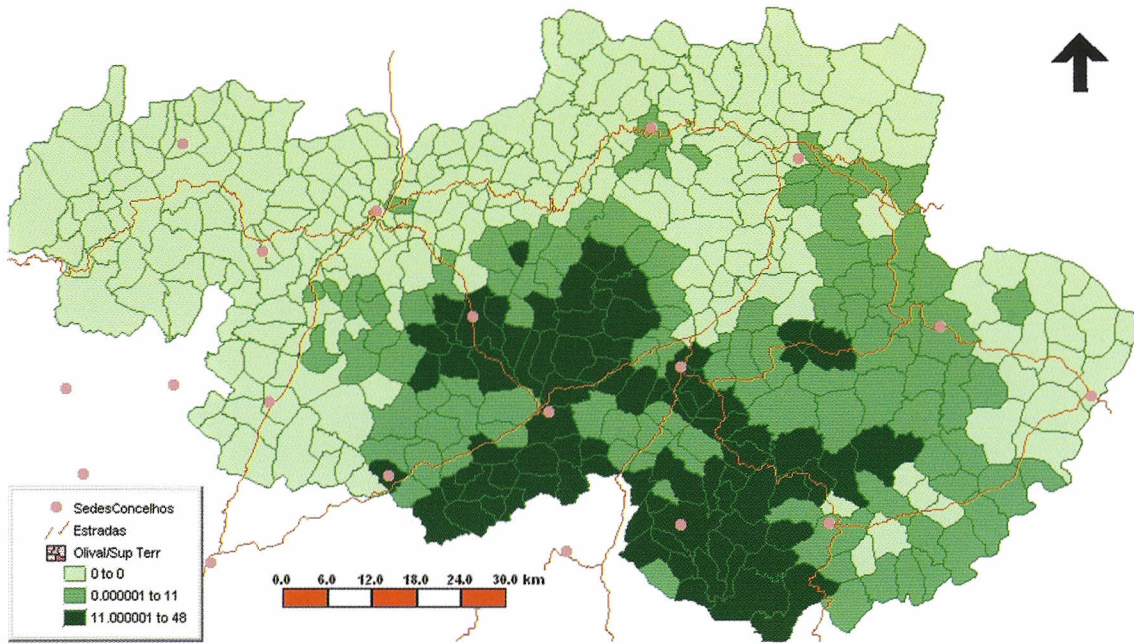 SedesConcelhos
Estradas
Olival/Sup Terr
0 to 0
0.000001 to 11
11.000001 to 48
0.0 6.0 12.0 18.0 24.0 30.0 km